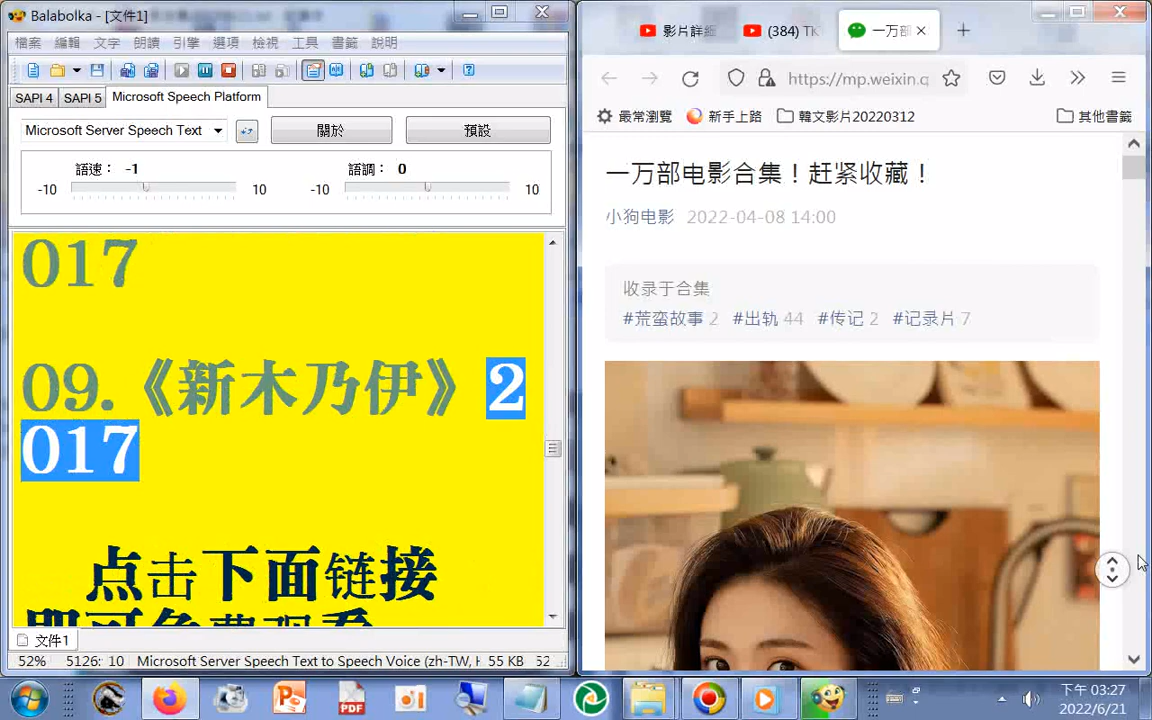 Balabolka - [文件1]
檔案 編輯 文字 朗讀 引擎 選項 檢視 工具 書籤 說明
SAPI 4 SAPI 5 Microsoft Speech Platform
Microsoft Server Speech Text 關於 預設
語速： -1 語調： 0
-10 10 -10 10
017
09.《新木乃伊》2
017
点击下面链接
即可免费观看
文件1
52% 5126: 10 Microsoft Server Speech Text to Speech Voice (zh-TW, H 55 KB 52
影片詳細 (384) TK 一万部
https://mp.weixin.q
最常瀏覽 新手上路 韓文影片20220312 其他書籤
一万部电影合集！赶紧收藏！
小狗电影 2022-04-08 14:00
收录于合集
#荒蛮故事 2 #出轨 44 #传记 2 #记录片 7
PDF
下午 03:27
2022/6/21